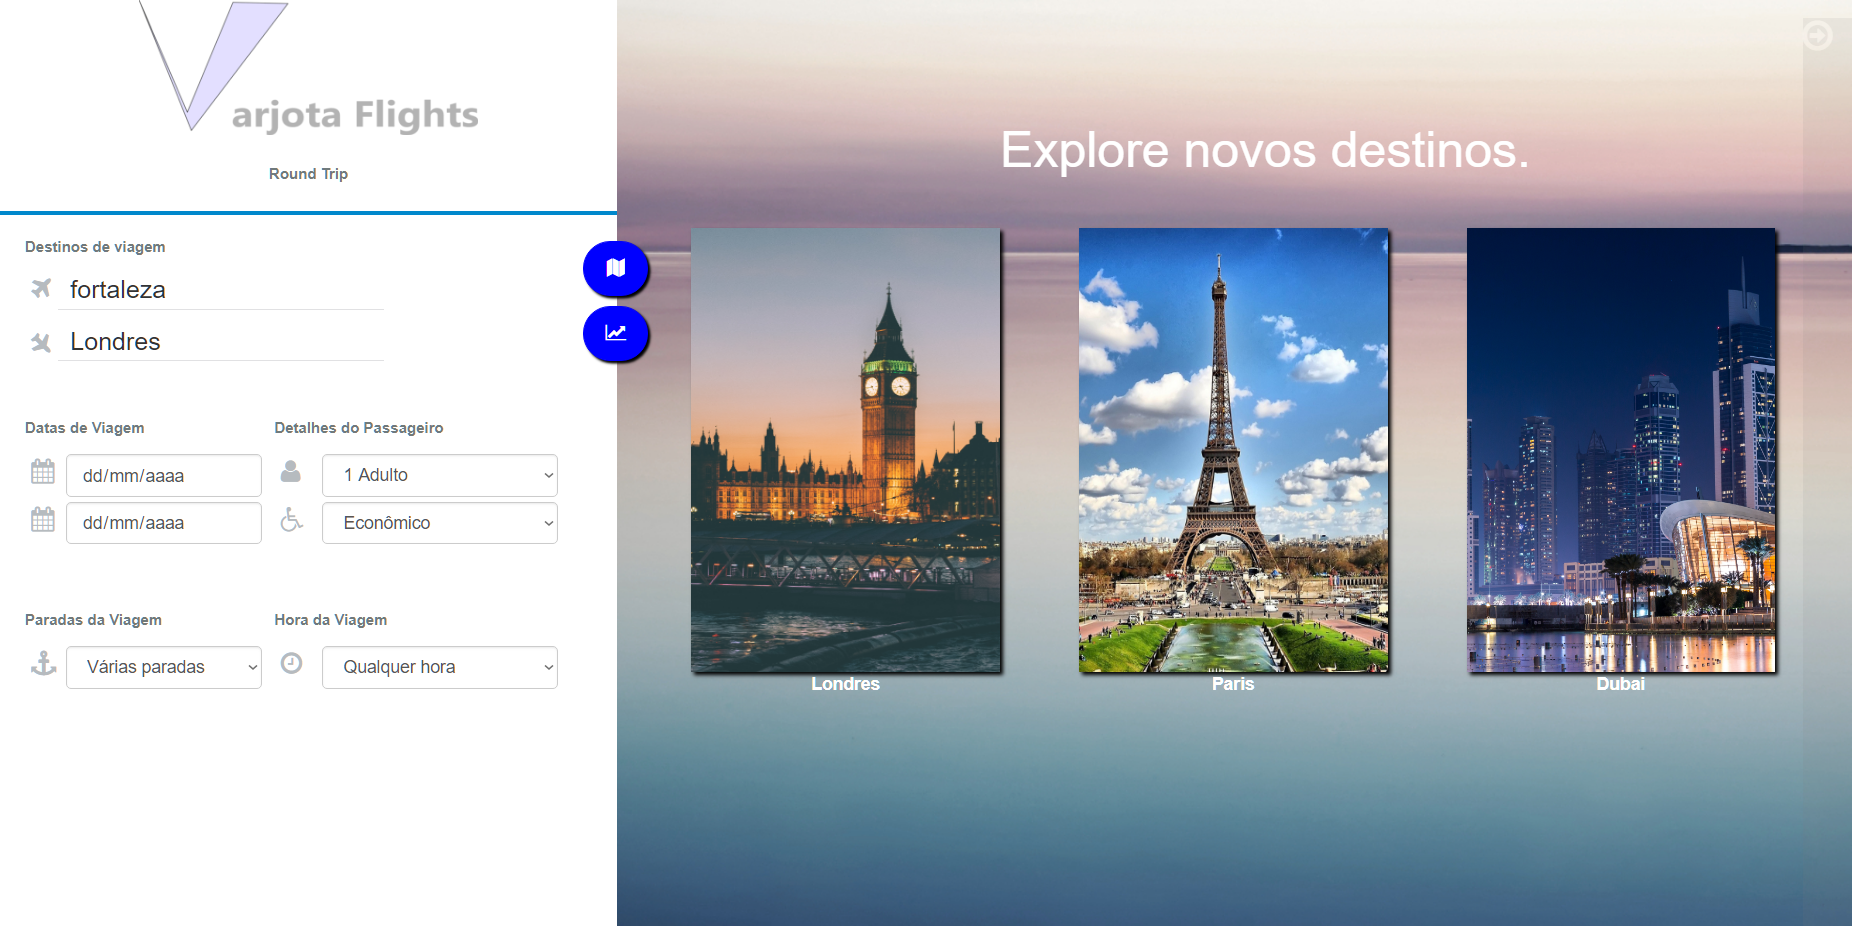 Varjota Flights
Round Trip
Destinos de viagem
fortaleza
Londres
Datas de Viagem
Detalhes do Passageiro
dd/mm/aaaa
1 Adulto
dd/mm/aaaa
Econômico
Paradas da Viagem
Hora da Viagem
Várias paradas
Qualquer hora
Explore novos destinos.
Londres
Paris
Dubai